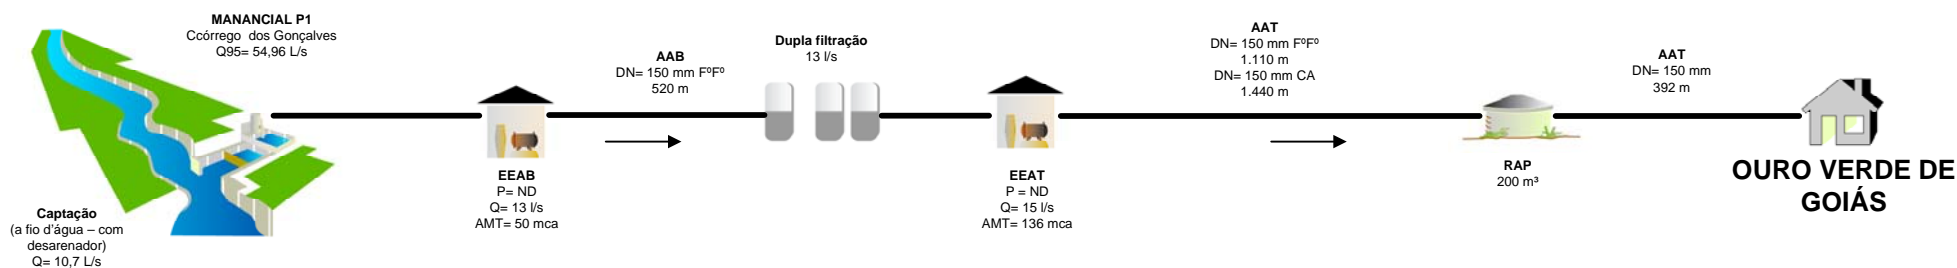 MANANCIAL P1
Ccórrego dos Gonçalves
Q95= 54,96 L/s
Captação
(a fio d'água – com
desarenador)
Q= 10,7 L/s
EEAB
P= ND
Q= 13 l/s
AMT= 50 mca
AAB
DN= 150 mm FºFº
520 m
Dupla filtração
13 l/s
EEAT
P = ND
Q= 15 l/s
AMT= 136 mca
AAT
DN= 150 mm FºFº
1.110 m
DN= 150 mm CA
1.440 m
RAP
200 m³
AAT
DN= 150 mm
392 m
OURO VERDE DE
GOIÁS